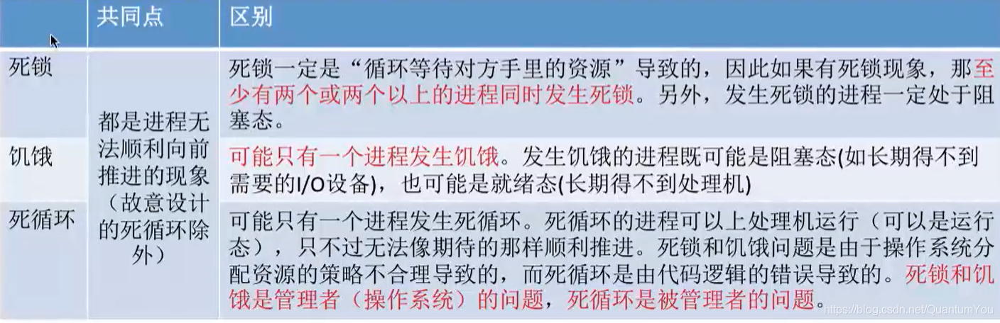 共同点
区别
死锁
都是进程无
法顺利向前
推进的现象
（故意设计
的死循环除
外）
死锁一定是“循环等待对方手里的资源”导致的，因此如果有死锁现象，那至
少有两个或两个以上的进程同时发生死锁。另外，发生死锁的进程一定处于阻
塞态。
饥饿
可能只有一个进程发生饥饿。发生饥饿的进程既可能是阻塞态(如长期得不到
需要的I/O设备)，也可能是就绪态(长期得不到处理机)
死循环
可能只有一个进程发生死循环。死循环的进程可以上处理机运行（可以是运行
态），只不过无法像期待的那样顺利推进。死锁和饥饿问题是由于操作系统分
配资源的策略不合理导致的，而死循环是由代码逻辑的错误导致的。死锁和饥
饿是管理者（操作系统）的问题，死循环是被管理者的问题。
https://blog.csdn.net/QuantumYou